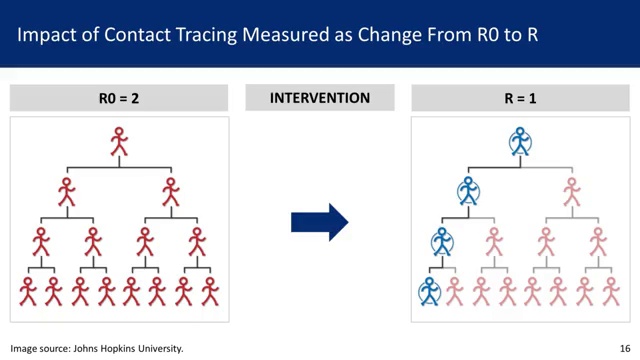 Impact of Contact Tracing Measured as Change From R0 to R
R0 = 2
INTERVENTION
R = 1
Image source: Johns Hopkins University.
16